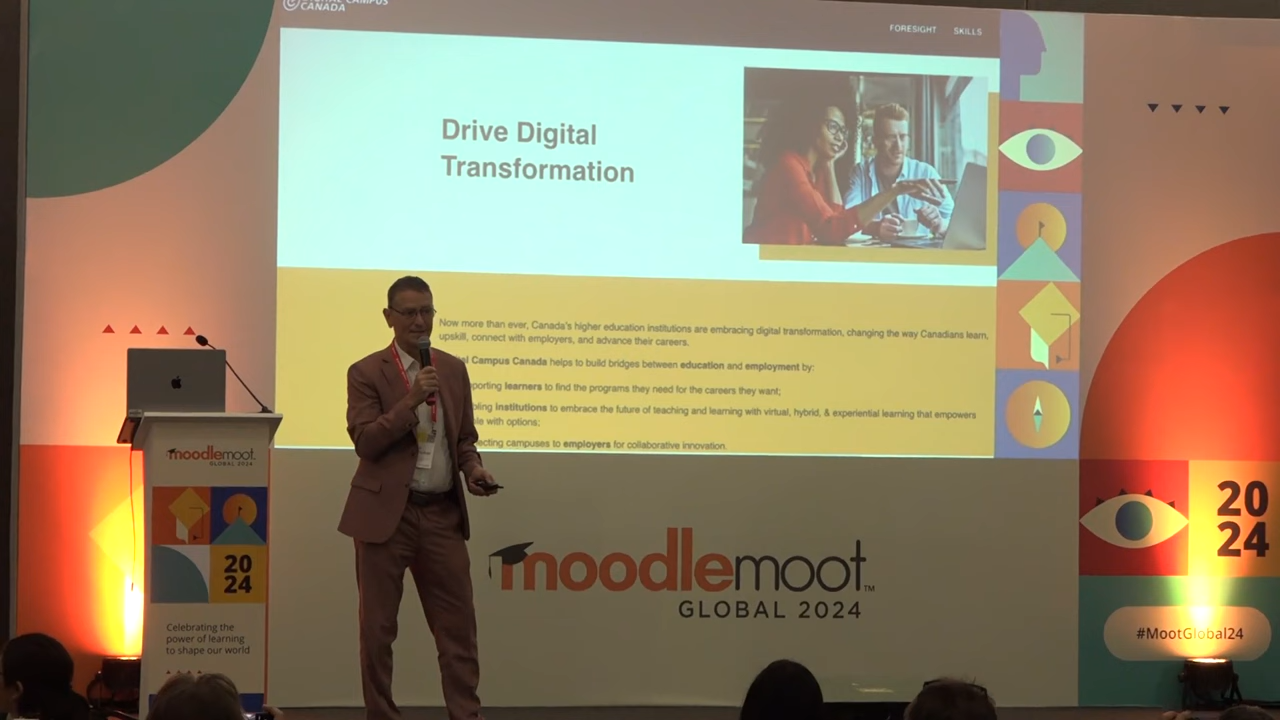 CANADA
FORESIGHT SKILLS
Drive Digital
Transformation
Now more than ever, Canada's higher education institutions are embracing digital transformation, changing the way Canadians learn,
upskill, connect with employers, and advance their careers.
Campus Canada helps to build bridges between education and employment by:
learners to find the programs they need for the careers they want;
institutions to embrace the future of teaching and learning with virtual, hybrid, & experiential learning that empowers
with options;
campuses to employers for collaborative innovation.
moodlemoot.
GLOBAL 2024
20
24
Celebrating the
power of learning
to shape our world
moodlemoot™
GLOBAL 2024
20
24
#MootGlobal24